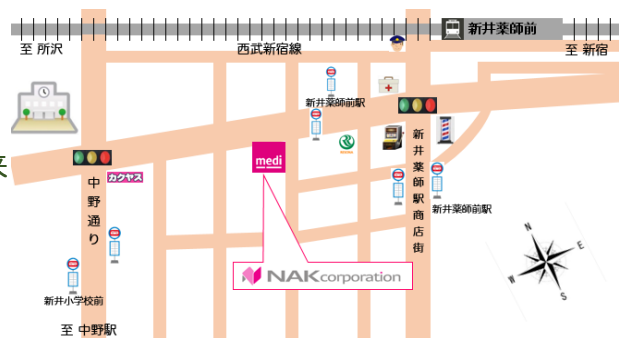 新井薬師前
至 所沢
西武新宿線
至 新宿
新井薬師前駅
medi
カクヤス
来
中野通り
新井薬師駅商店街
新井薬師前駅
NAKcorporation
新井小学校前
至 中野駅
N
E
W
S